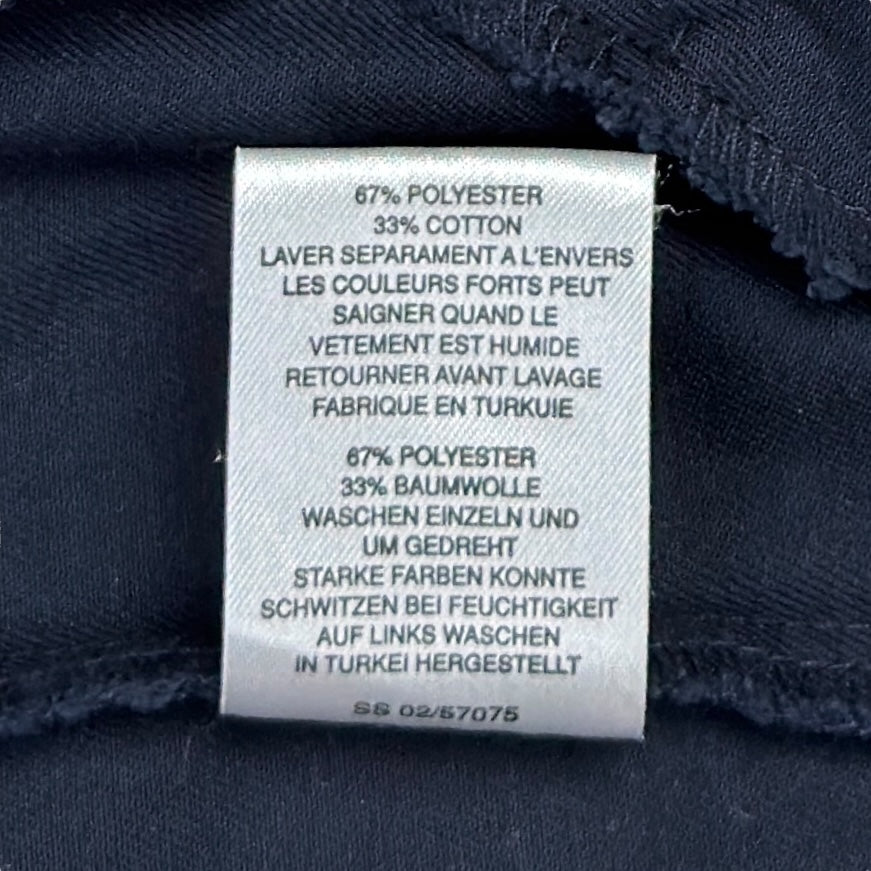 67% POLYESTER
33% COTTON
LAVER SEPARAMENT A L'ENVERS
LES COULEURS FORTS PEUT
SAIGNER QUAND LE
VETEMENT EST HUMIDE
RETOURNER AVANT LAVAGE
FABRIQUE EN TURKUIE
67% POLYESTER
33% BAUMWOLLE
WASCHEN EINZELN UND
UM GEDREHT
STARKE FARBEN KONNTE
SCHWITZEN BEI FEUCHTIGKEIT
AUF LINKS WASCHEN
IN TURKEI HERGESTELLT
SS 02/57075